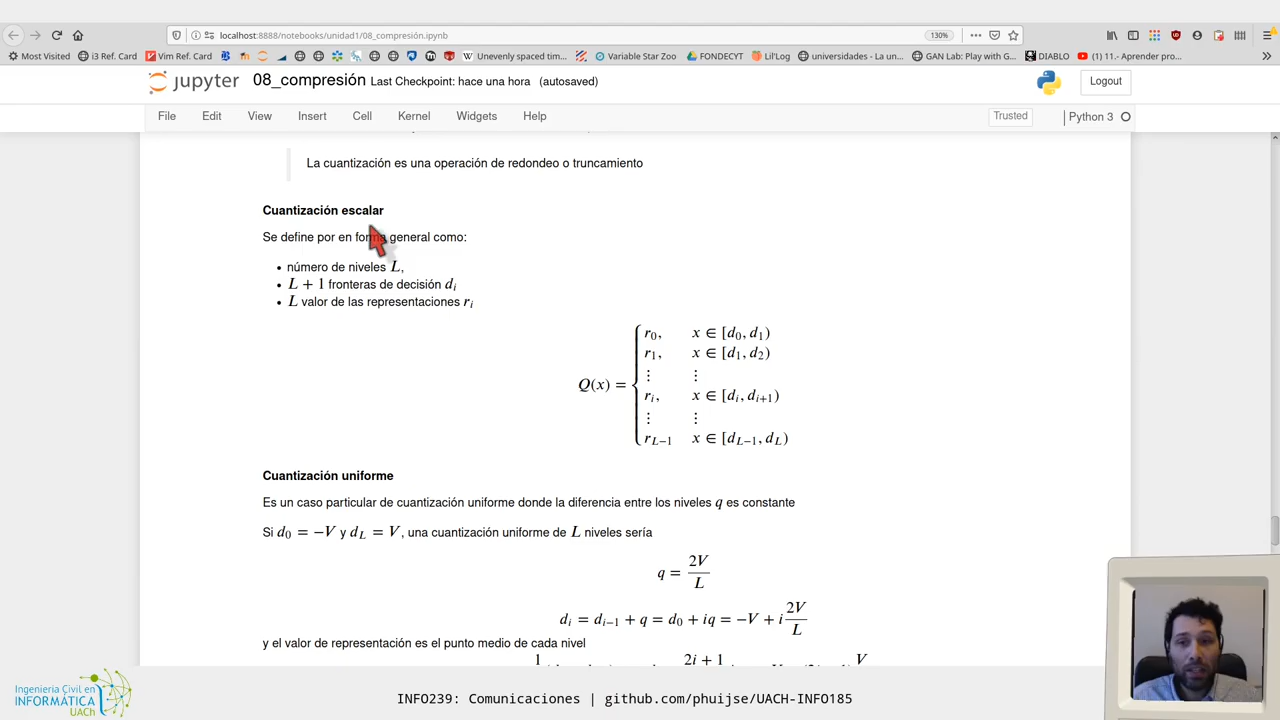 localhost:8888/notebooks/unidad1/08_compresión.ipynb
130%
Most Visited i3 Ref. Card Vim Ref. Card Unevenly spaced tim... Variable Star Zoo FONDECYT Lil'Log universidades - La un... GAN Lab: Play with G... DIABLO (1) 11.- Aprender pro...
jupyter 08_compresión Last Checkpoint: hace una hora (autosaved)
Logout
File Edit View Insert Cell Kernel Widgets Help
Trusted
Python 3
La cuantización es una operación de redondeo o truncamiento
Cuantización escalar
Se define por en forma general como:
• número de niveles L,
• L + 1 fronteras de decisión d_i
• L valor de las representaciones r_i
r_0, x ∈ [d_0, d_1)
r_1, x ∈ [d_1, d_2)
⋮ ⋮
Q(x) = { r_i, x ∈ [d_i, d_{i+1})
⋮ ⋮
r_{L−1} x ∈ [d_{L−1}, d_L)
Cuantización uniforme
Es un caso particular de cuantización uniforme donde la diferencia entre los niveles q es constante
Si d_0 = −V y d_L = V, una cuantización uniforme de L niveles sería
q = 2V/L
d_i = d_{i−1} + q = d_0 + iq = −V + i 2V/L
y el valor de representación es el punto medio de cada nivel
Ingeniería Civil en
INFORMÁTICA
UACh
INFO239: Comunicaciones | github.com/phuijse/UACH-INFO185